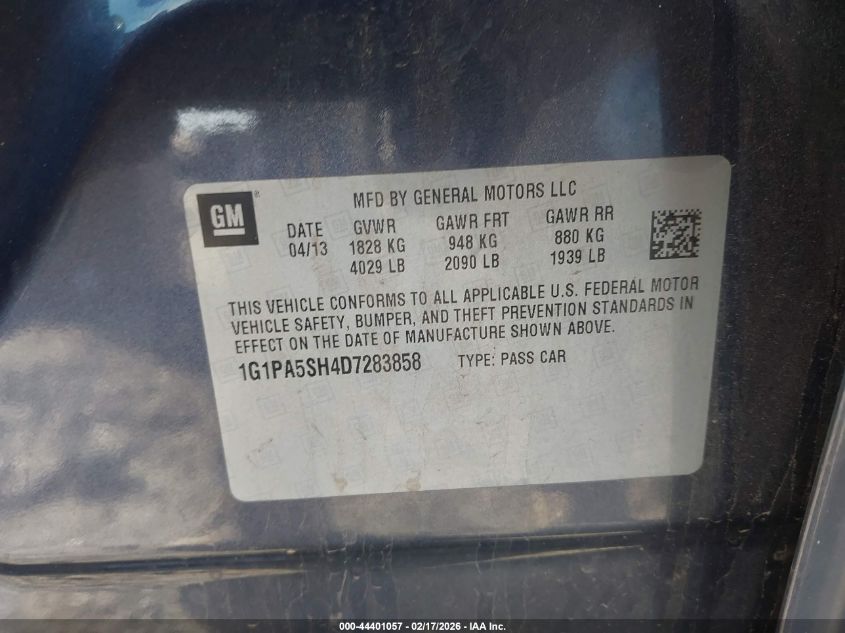 GM
®
MFD BY GENERAL MOTORS LLC
DATE GVWR GAWR FRT GAWR RR
04/13 1828 KG 948 KG 880 KG
4029 LB 2090 LB 1939 LB
THIS VEHICLE CONFORMS TO ALL APPLICABLE U.S. FEDERAL MOTOR
VEHICLE SAFETY, BUMPER, AND THEFT PREVENTION STANDARDS IN
EFFECT ON THE DATE OF MANUFACTURE SHOWN ABOVE.
1G1PA5SH4D7283858 TYPE: PASS CAR
000-44401057 - 02/17/2026 - IAA Inc.